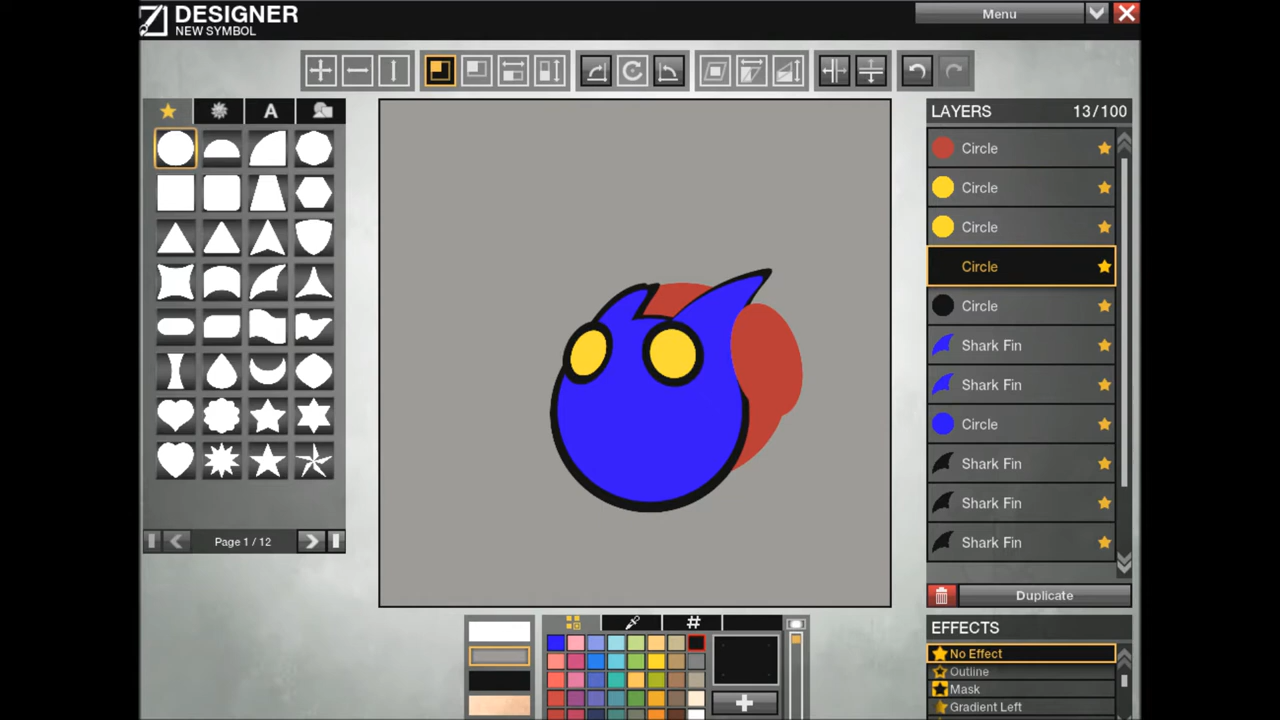 DESIGNER
NEW SYMBOL
Menu
A
LAYERS 13/100
Circle
Circle
Circle
Circle
Circle
Shark Fin
Shark Fin
Circle
Shark Fin
Shark Fin
Shark Fin
Page 1 / 12
Duplicate
#
EFFECTS
No Effect
Outline
Mask
Gradient Left